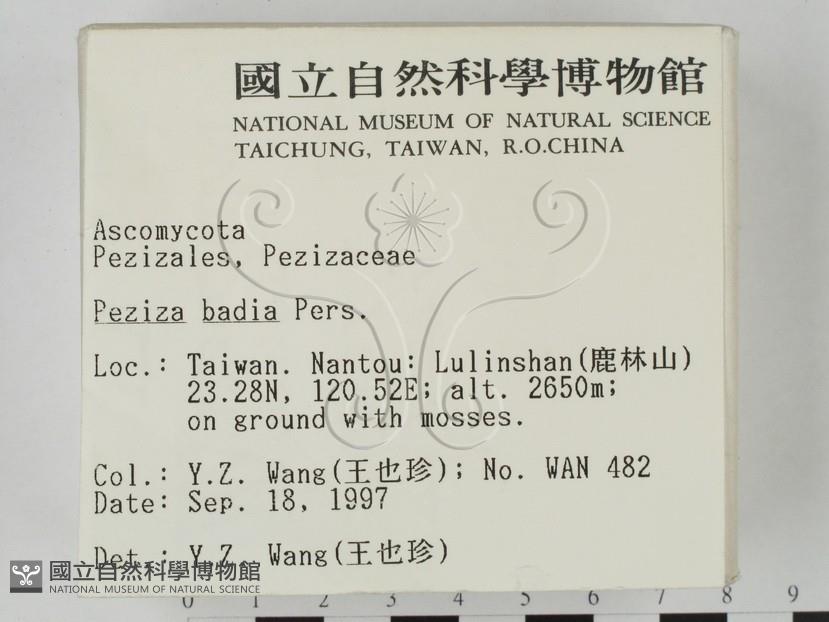 國立自然科學博物館
NATIONAL MUSEUM OF NATURAL SCIENCE
TAICHUNG, TAIWAN, R.O.CHINA
Ascomycota
Pezizales, Pezizaceae
Peziza badia Pers.
Loc.: Taiwan. Nantou: Lulinshan(鹿林山)
23.28N, 120.52E; alt. 2650m;
on ground with mosses.
Col.: Y.Z. Wang(王也珍); No. WAN 482
Date: Sep. 18, 1997
Det.: Y.Z. Wang(王也珍)
國立自然科學博物館
NATIONAL MUSEUM OF NATURAL SCIENCE
0 1 2 3 4 5 6 7 8 9